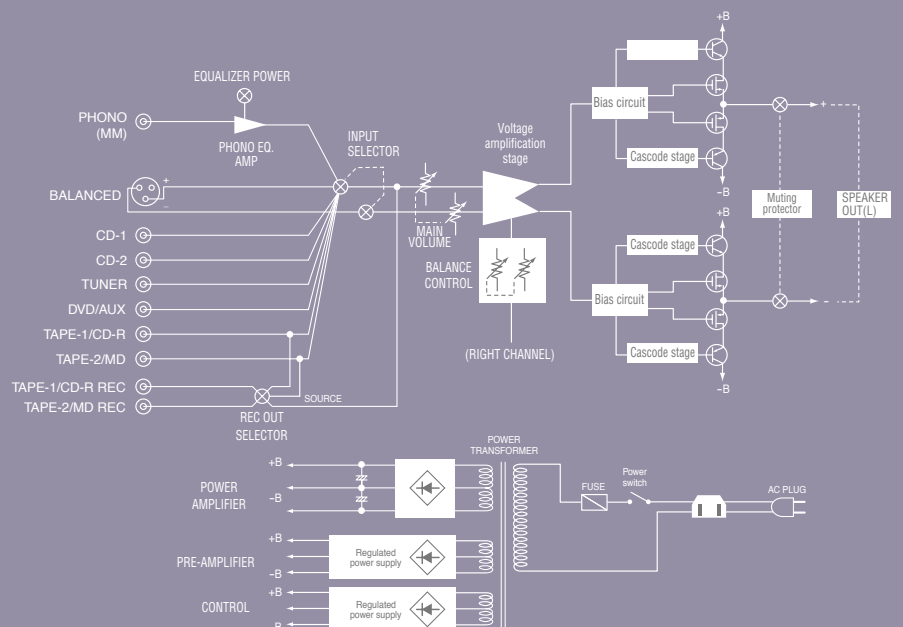 +B
EQUALIZER POWER
PHONO
(MM)
PHONO EQ.
AMP
INPUT
SELECTOR
Voltage
amplification
stage
Bias circuit
+
Cascode stage
-B
BALANCED
+
-
Muting
protector
SPEAKER
OUT(L)
+B
MAIN
VOLUME
CD-1
CD-2
TUNER
DVD/AUX
TAPE-1/CD-R
TAPE-2/MD
TAPE-1/CD-R REC
TAPE-2/MD REC
BALANCE
CONTROL
Cascode stage
Bias circuit
-
(RIGHT CHANNEL)
Cascode stage
-B
SOURCE
REC OUT
SELECTOR
POWER
TRANSFORMER
+B
POWER
AMPLIFIER
-B
FUSE
Power
switch
AC PLUG
+B
PRE-AMPLIFIER
-B
Regulated
power supply
+B
CONTROL
-B
Regulated
power supply